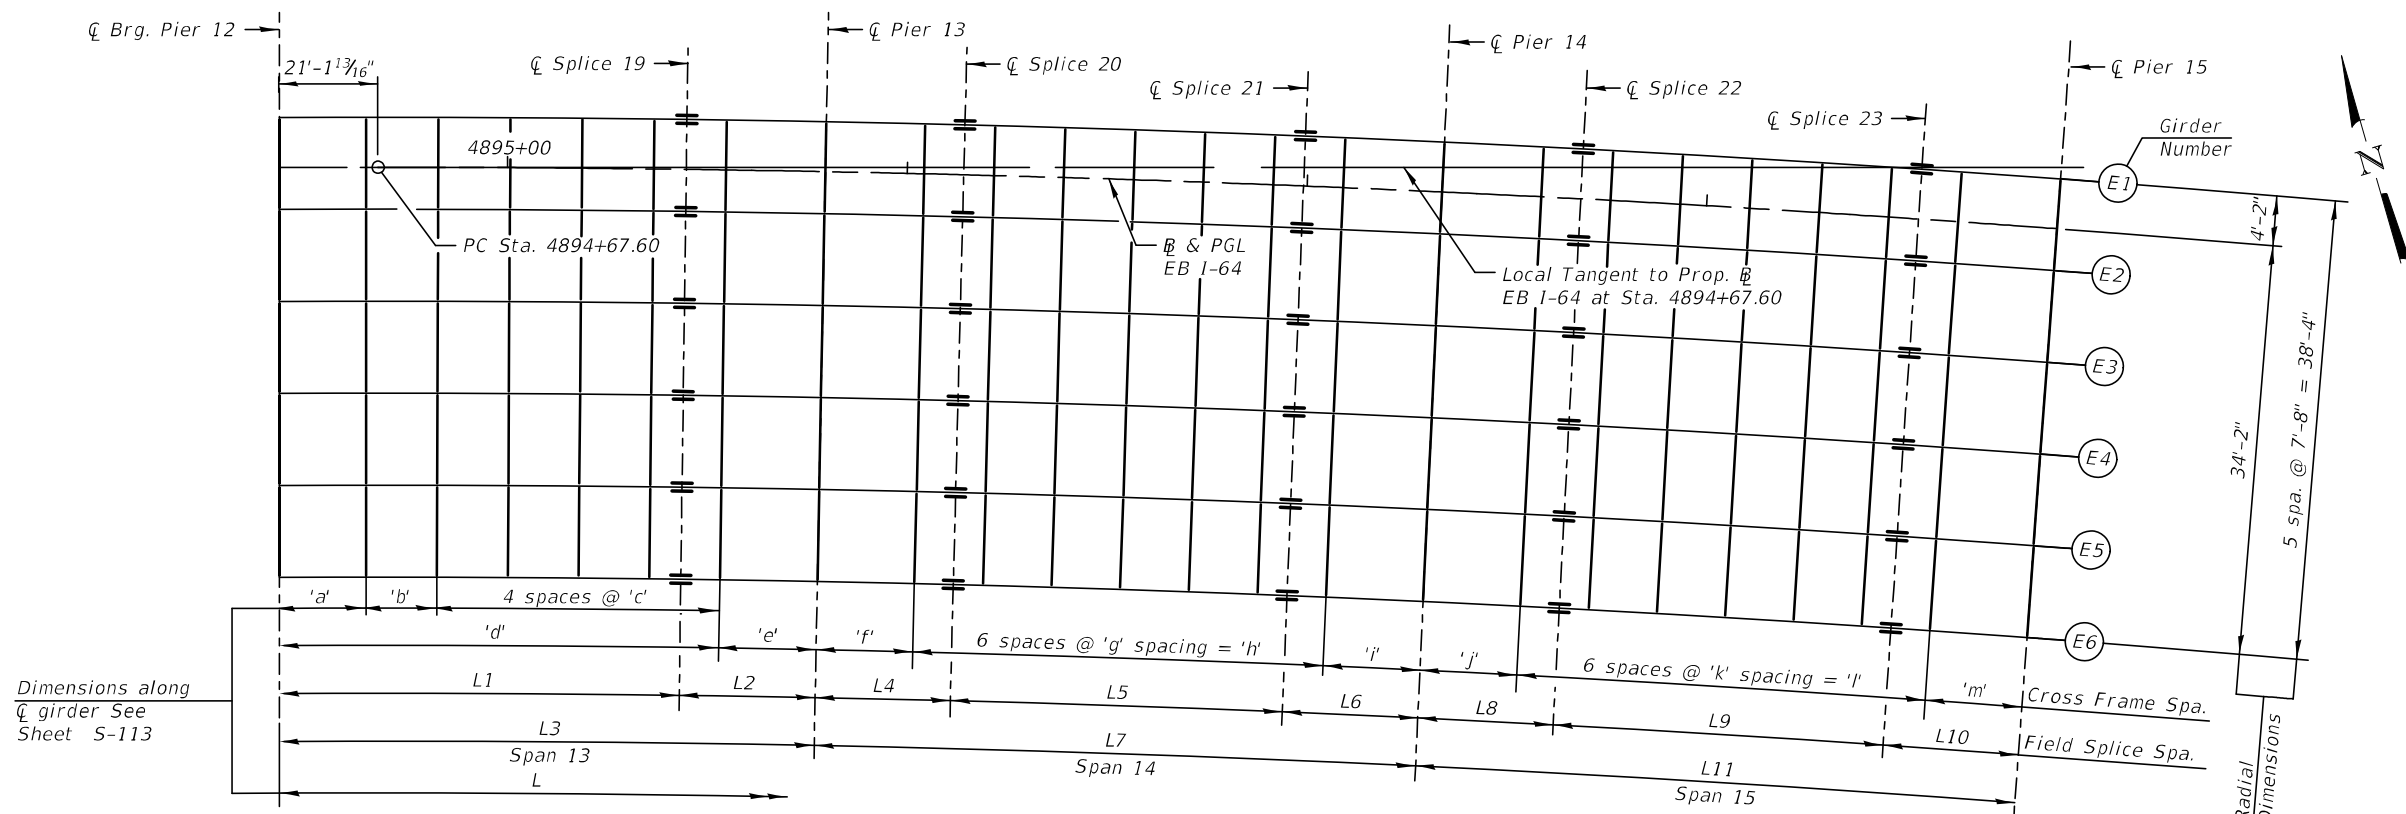 ℄ Brg. Pier 12
℄ Pier 13
℄ Pier 14
℄ Pier 15
℄ Splice 19
℄ Splice 20
℄ Splice 21
℄ Splice 22
℄ Splice 23
21'-1 13/16"
4895+00
PC Sta. 4894+67.60
B & PGL
EB I-64
Local Tangent to Prop. B
EB I-64 at Sta. 4894+67.60
Girder
Number
E1
E2
E3
E4
E5
E6
4'-2"
34'-2"
5 spa. @ 7'-8" = 38'-4"
N
'a'
'b'
4 spaces @ 'c'
'd'
'e'
'f'
6 spaces @ 'g' spacing = 'h'
'i'
'j'
6 spaces @ 'k' spacing = 'l'
'm'
Cross Frame Spa.
L1
L2
L4
L5
L6
L8
L9
L10
Field Splice Spa.
L3
Span 13
L7
Span 14
L11
Span 15
L
Dimensions along
℄ girder See
Sheet S-113
Radial
Dimensions